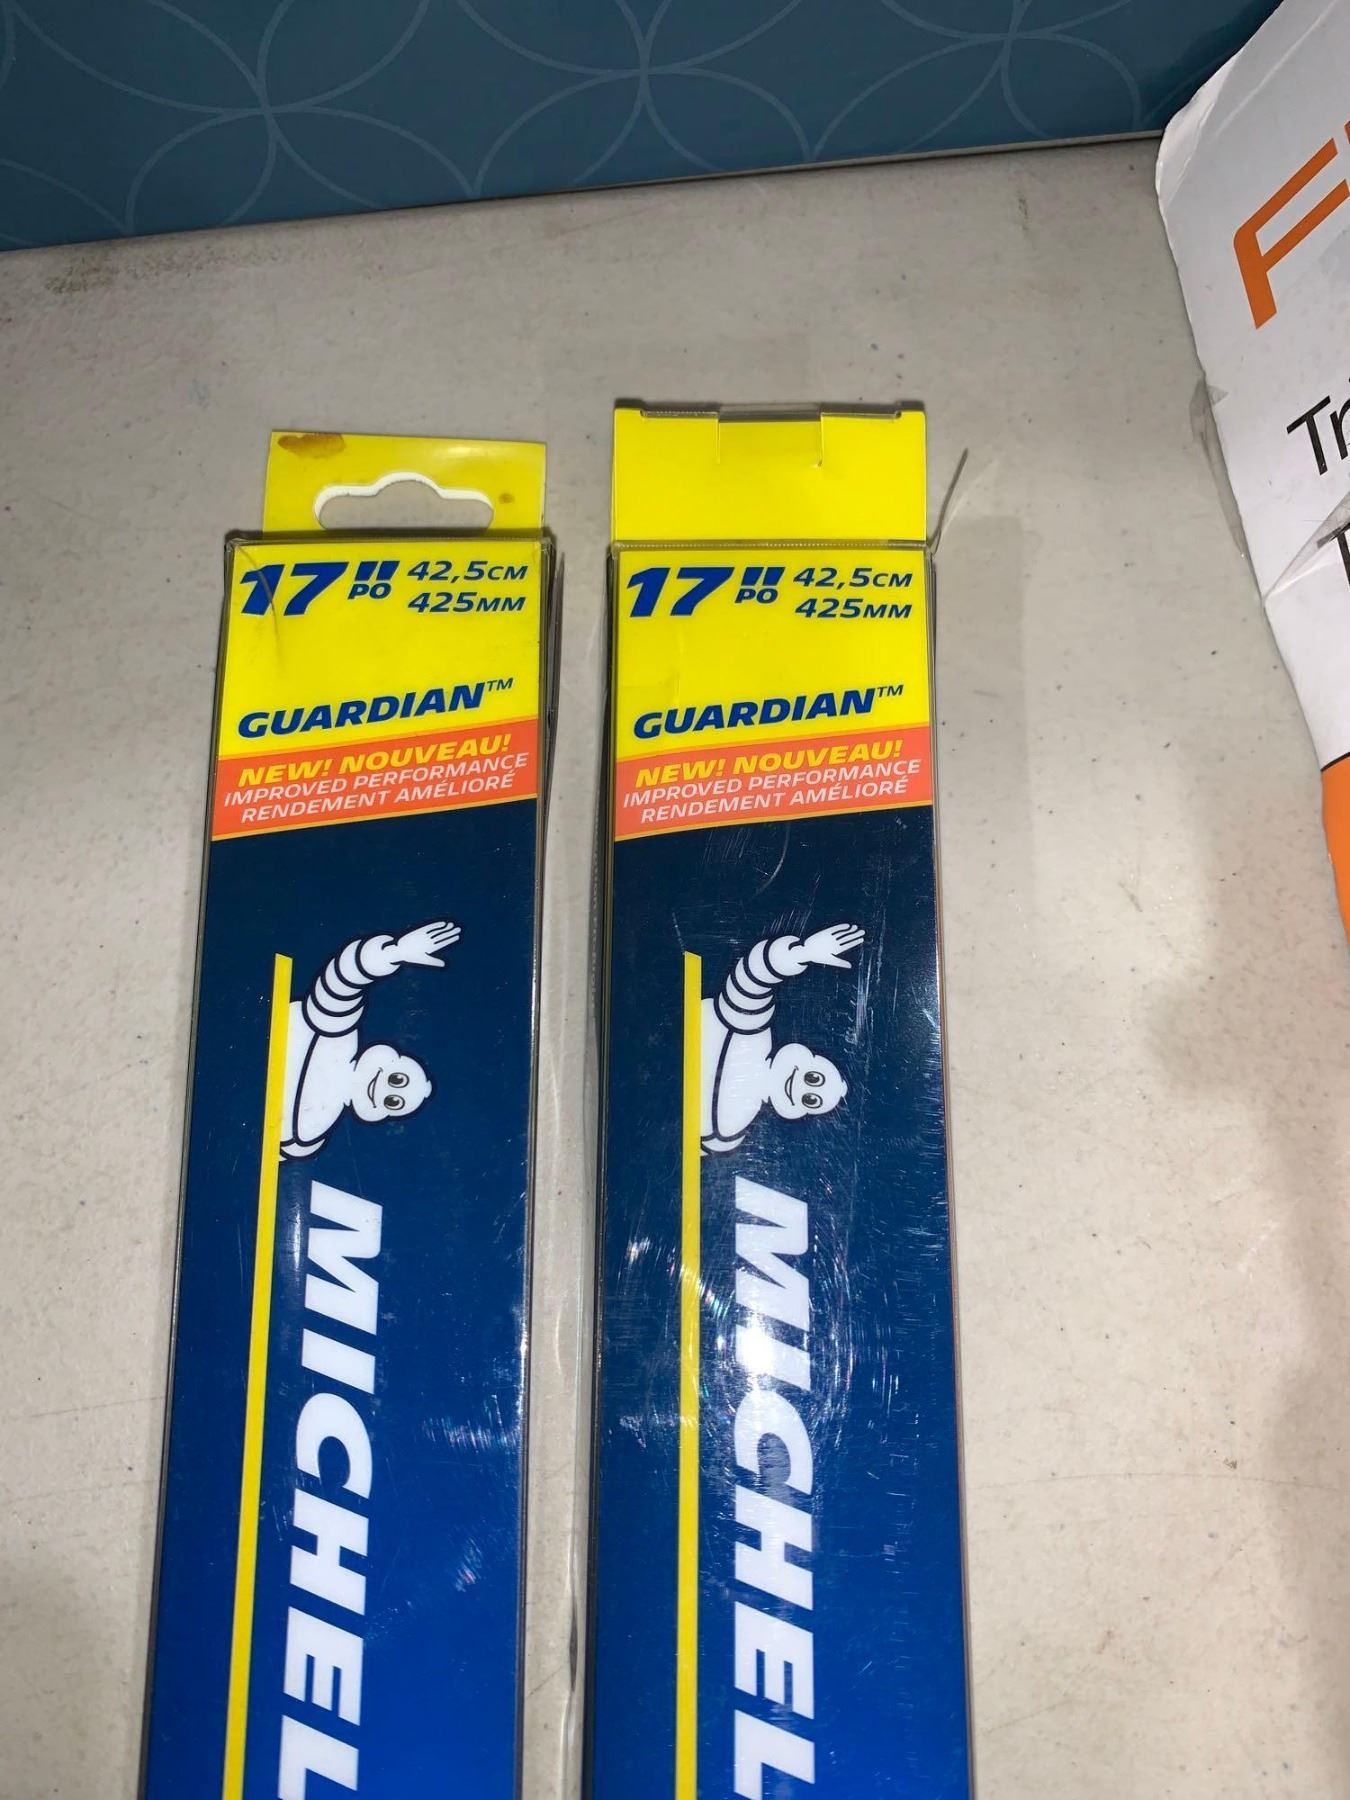 17" PO 42,5CM
425MM
GUARDIAN™
NEW! NOUVEAU!
IMPROVED PERFORMANCE
RENDEMENT AMÉLIORÉ
MICHEL
17" PO 42,5CM
425MM
GUARDIAN™
NEW! NOUVEAU!
IMPROVED PERFORMANCE
RENDEMENT AMÉLIORÉ
MICHEL